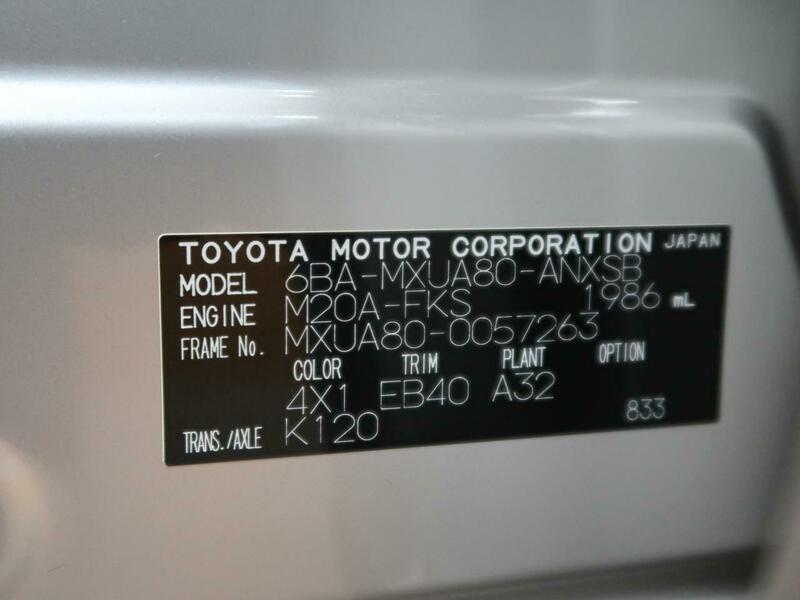 TOYOTA MOTOR CORPORATION JAPAN
MODEL 6BA-MXUA80-ANXSB
ENGINE M20A-FKS 1986 mL
FRAME No. MXUA80-0057263
COLOR TRIM PLANT OPTION
4X1 EB40 A32
TRANS./AXLE K120 833